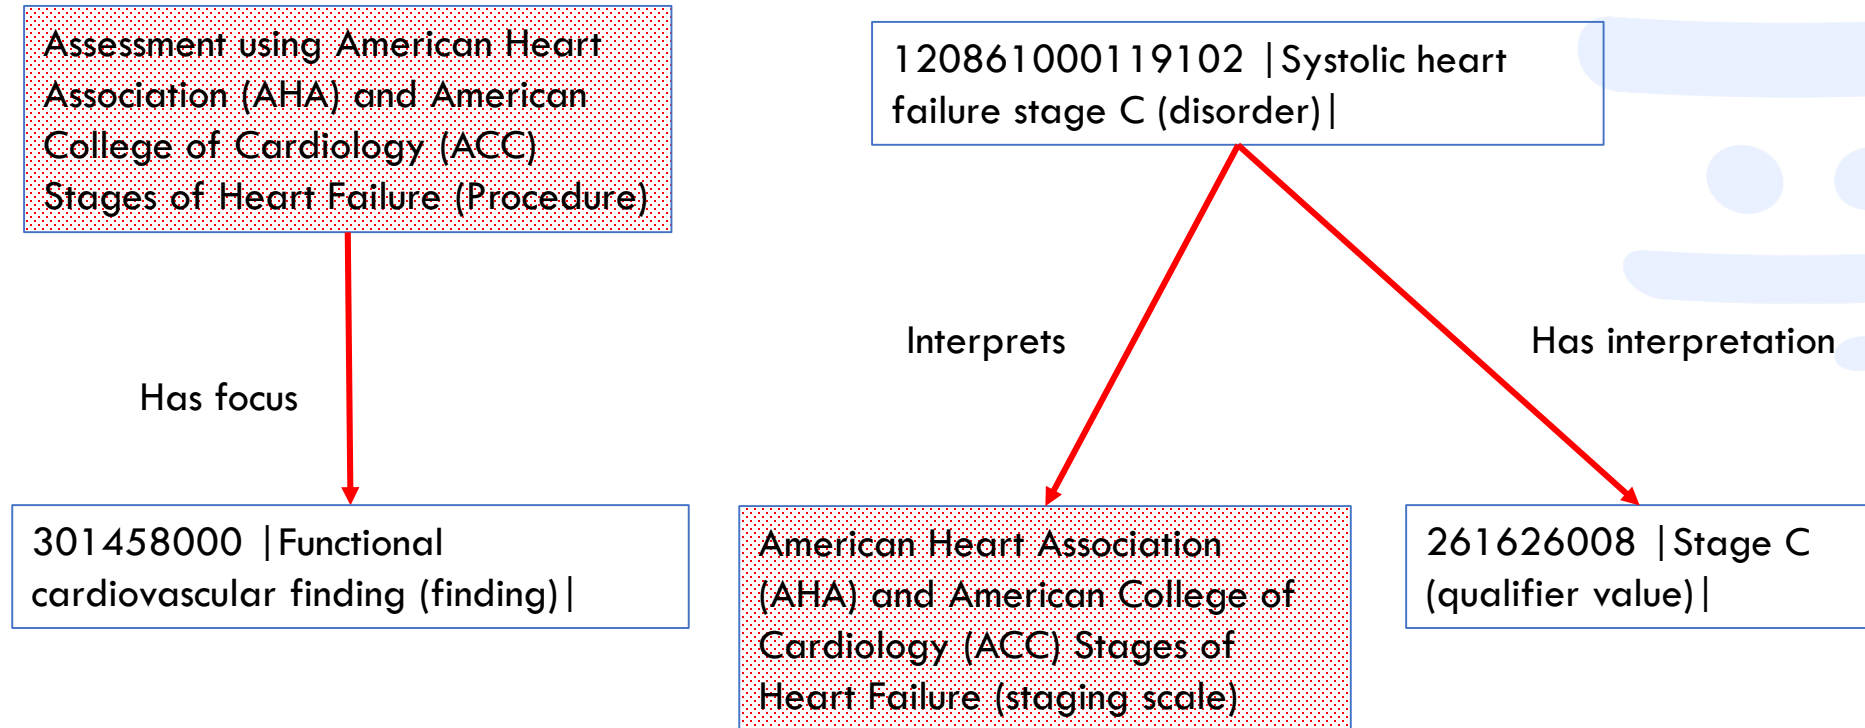 Assessment using American Heart
Association (AHA) and American
College of Cardiology (ACC)
Stages of Heart Failure (Procedure)
120861000119102 |Systolic heart
failure stage C (disorder)|
Interprets
Has interpretation
Has focus
301458000 |Functional
cardiovascular finding (finding)|
American Heart Association
(AHA) and American College of
Cardiology (ACC) Stages of
Heart Failure (staging scale)
261626008 |Stage C
(qualifier value)|